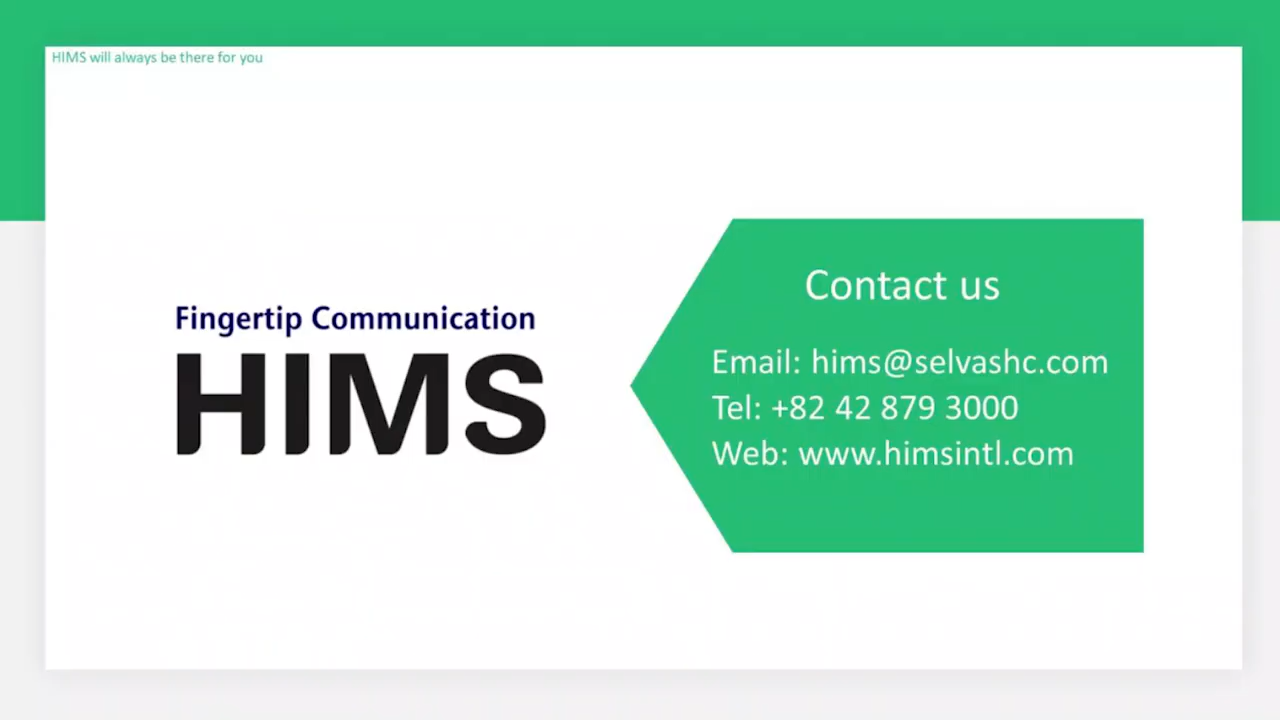 HIMS will always be there for you
Fingertip Communication
HIMS
Contact us
Email: hims@selvashc.com
Tel: +82 42 879 3000
Web: www.himsintl.com